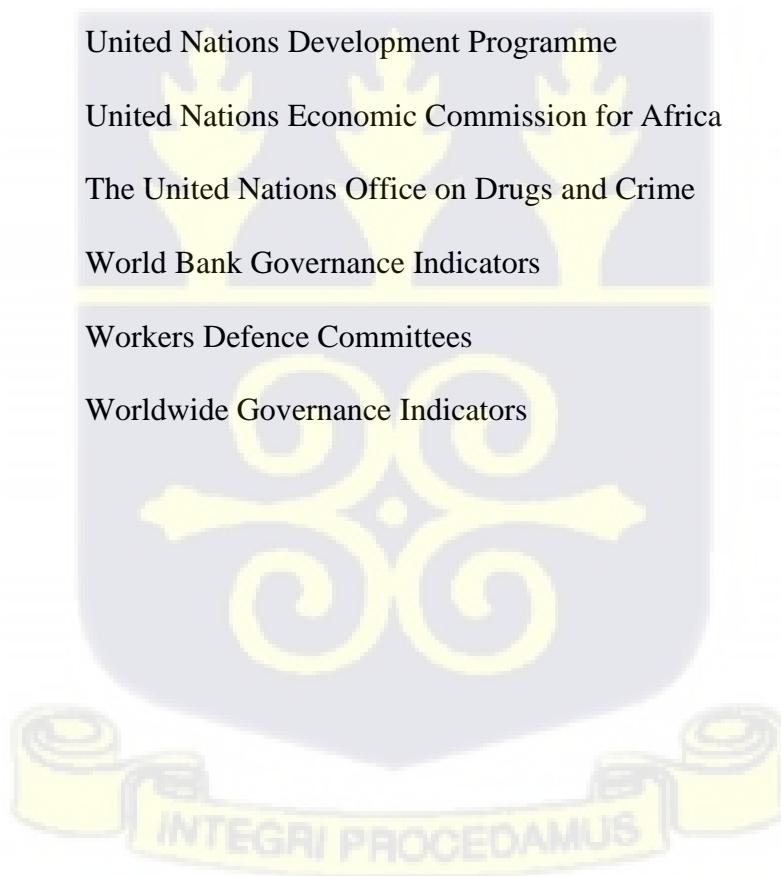 United Nations Development Programme
United Nations Economic Commission for Africa
The United Nations Office on Drugs and Crime
World Bank Governance Indicators
Workers Defence Committees
Worldwide Governance Indicators
INTEGRI PROCEDAMUS